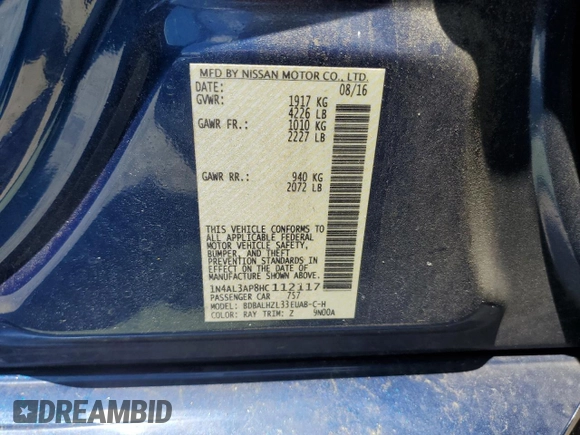 MFD BY NISSAN MOTOR CO., LTD.
DATE: 08/16
GVWR: 1917 KG
4226 LB
GAWR FR.: 1010 KG
2227 LB
GAWR RR.: 940 KG
2072 LB
THIS VEHICLE CONFORMS TO
ALL APPLICABLE FEDERAL
MOTOR VEHICLE SAFETY,
BUMPER, AND THEFT
PREVENTION STANDARDS IN
EFFECT ON THE DATE OF
MANUFACTURE SHOWN ABOVE.
1N4AL3AP8HC112117
PASSENGER CAR 757
MODEL: BDBALHZL33EUAB-C-H
COLOR: RAY TRIM: Z 9N00A
DREAMBID